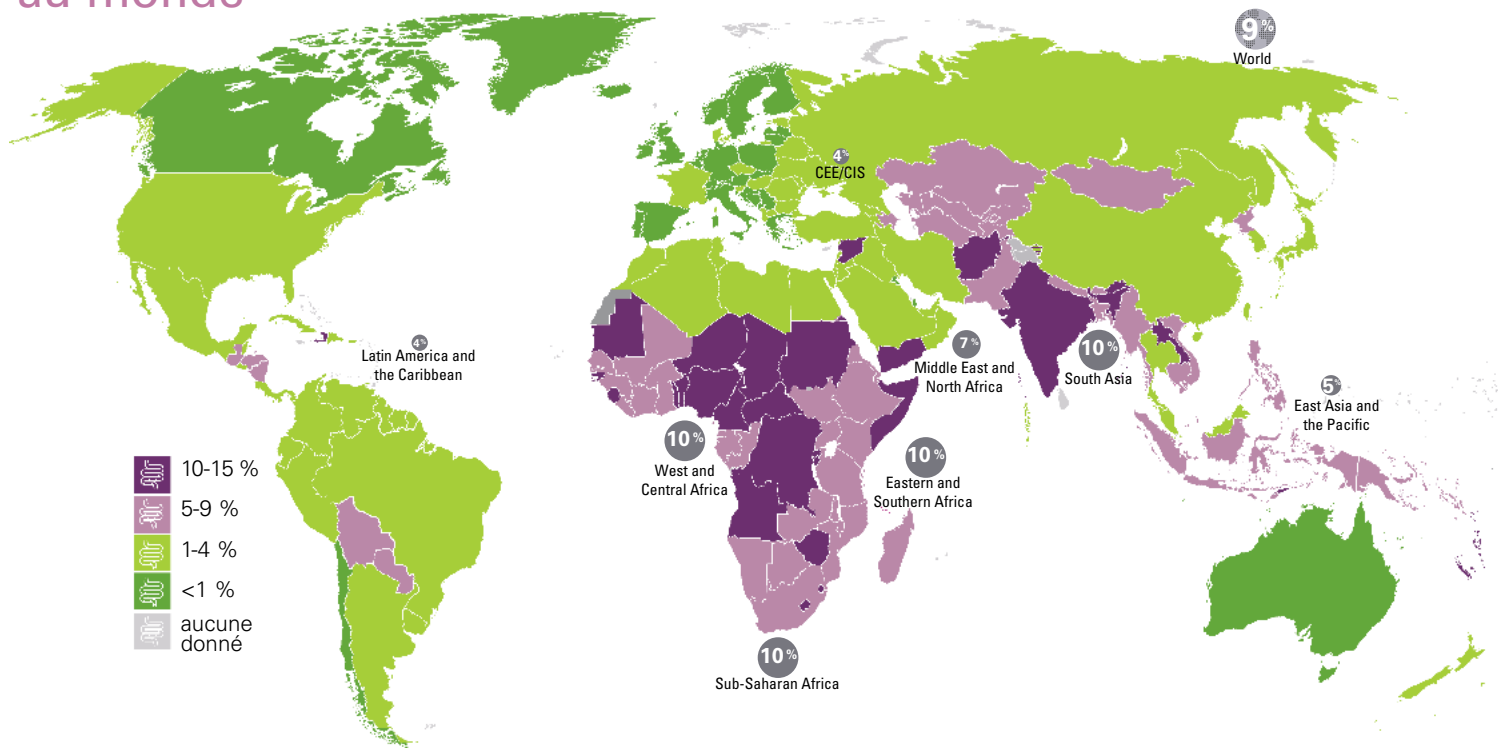 au monde
9%
World
4%
CEE/CIS
4%
Latin America and
the Caribbean
7%
Middle East and
North Africa
10%
South Asia
5%
East Asia and
the Pacific
10%
West and
Central Africa
10%
Eastern and
Southern Africa
10%
Sub-Saharan Africa
10-15 %
5-9 %
1-4 %
<1 %
aucune
donné